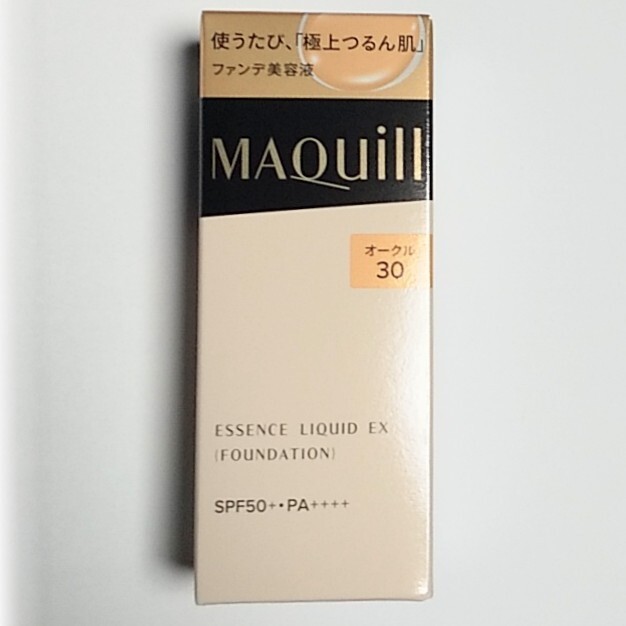 使うたび、「極上つるん肌」
ファンデ美容液
MAQuill
オークル
30
ESSENCE LIQUID EX
(FOUNDATION)
SPF50+・PA++++